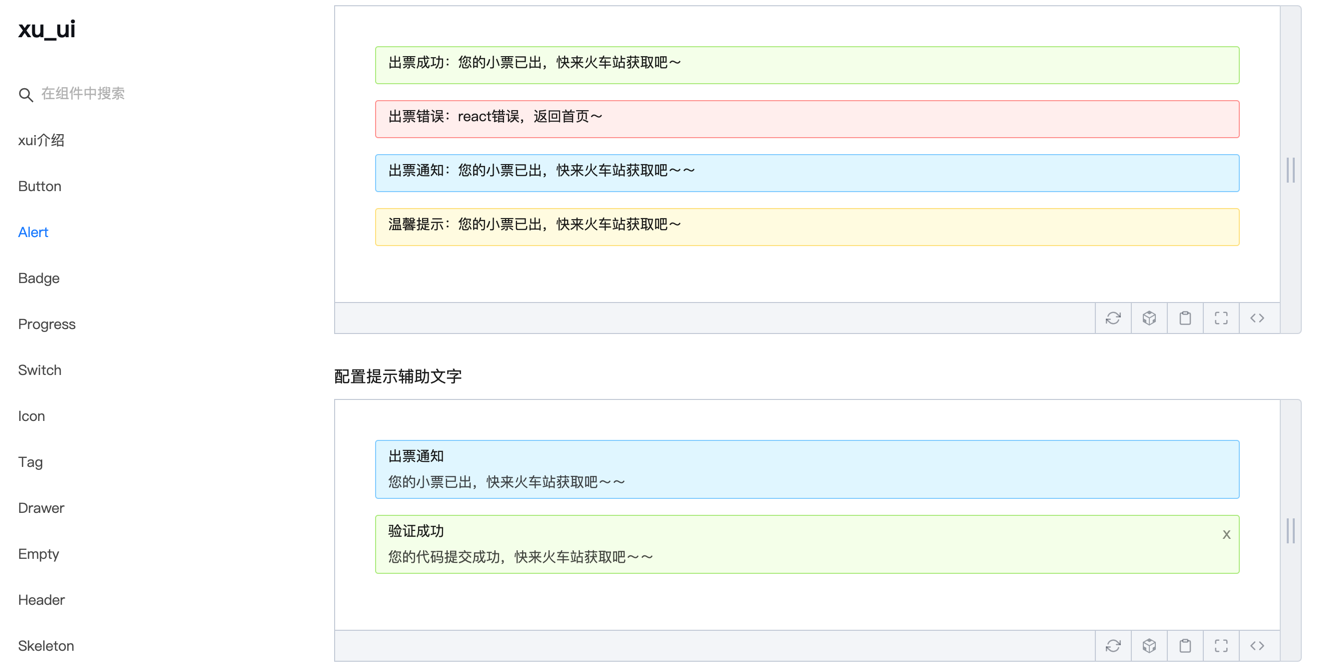 xu_ui
在组件中搜索
xui介绍
Button
Alert
Badge
Progress
Switch
Icon
Tag
Drawer
Empty
Header
Skeleton
出票成功：您的小票已出，快来火车站获取吧～
出票错误：react错误，返回首页～
出票通知：您的小票已出，快来火车站获取吧～～
温馨提示：您的小票已出，快来火车站获取吧～
配置提示辅助文字
出票通知
您的小票已出，快来火车站获取吧～～
验证成功
x
您的代码提交成功，快来火车站获取吧～～